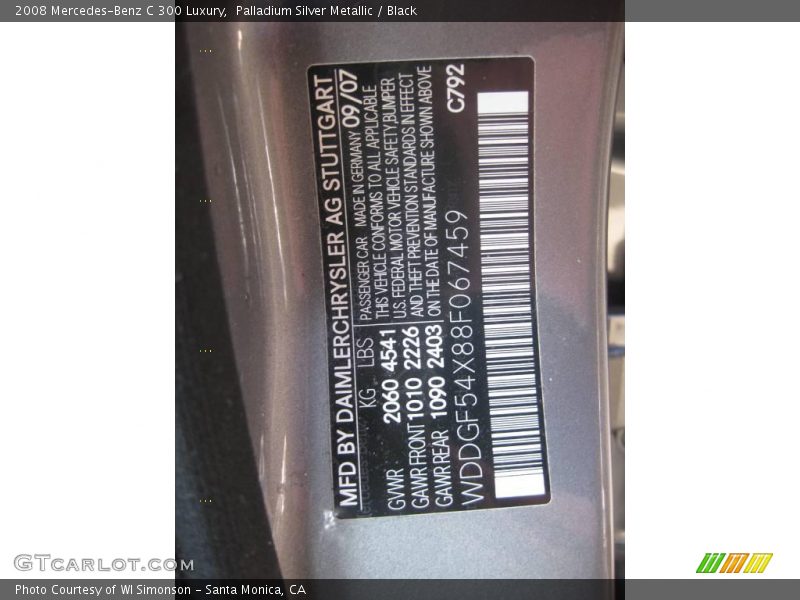 2008 Mercedes-Benz C 300 Luxury,  Palladium Silver Metallic / Black
MFD BY DAIMLERCHRYSLER AG STUTTGART
PASSENGER CAR MADE IN GERMANY 09/07
THIS VEHICLE CONFORMS TO ALL APPLICABLE
U.S. FEDERAL MOTOR VEHICLE SAFETY,BUMPER
AND THEFT PREVENTION STANDARDS IN EFFECT
ON THE DATE OF MANUFACTURE SHOWN ABOVE
KG LBS
GVWR 2060 4541
GAWR FRONT 1010 2226
GAWR REAR 1090 2403
WDDGF54X88F067459
C792
GTcarlot.com
Photo Courtesy of WI Simonson - Santa Monica, CA